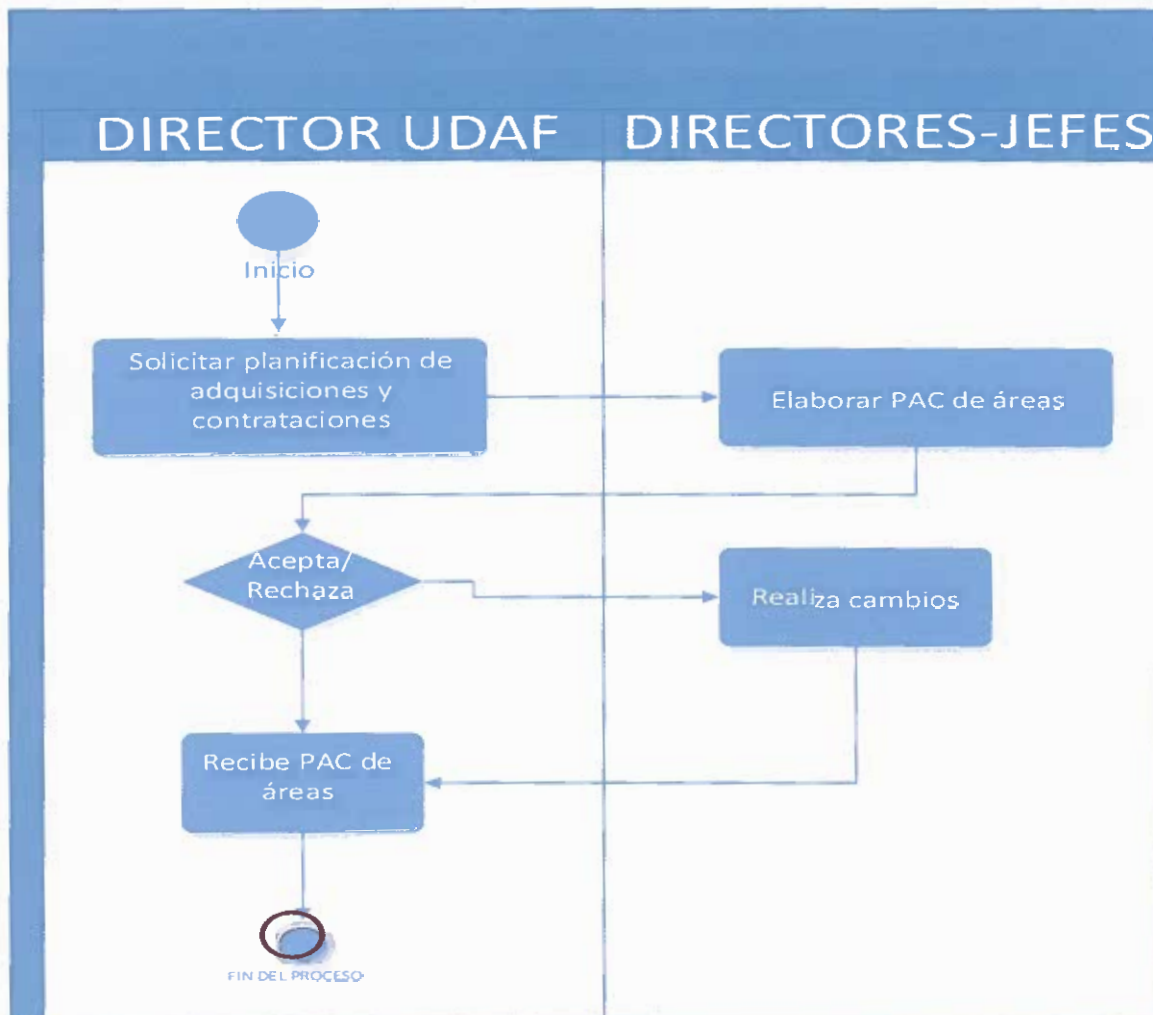 DIRECTOR UDAF
DIRECTORES-JEFES
Inicio
Solicitar planificación de
adquisiciones y
contrataciones
Elaborar PAC de áreas
Acepta/
Rechaza
Realiza cambios
Recibe PAC de
áreas
FIN DEL PROCESO